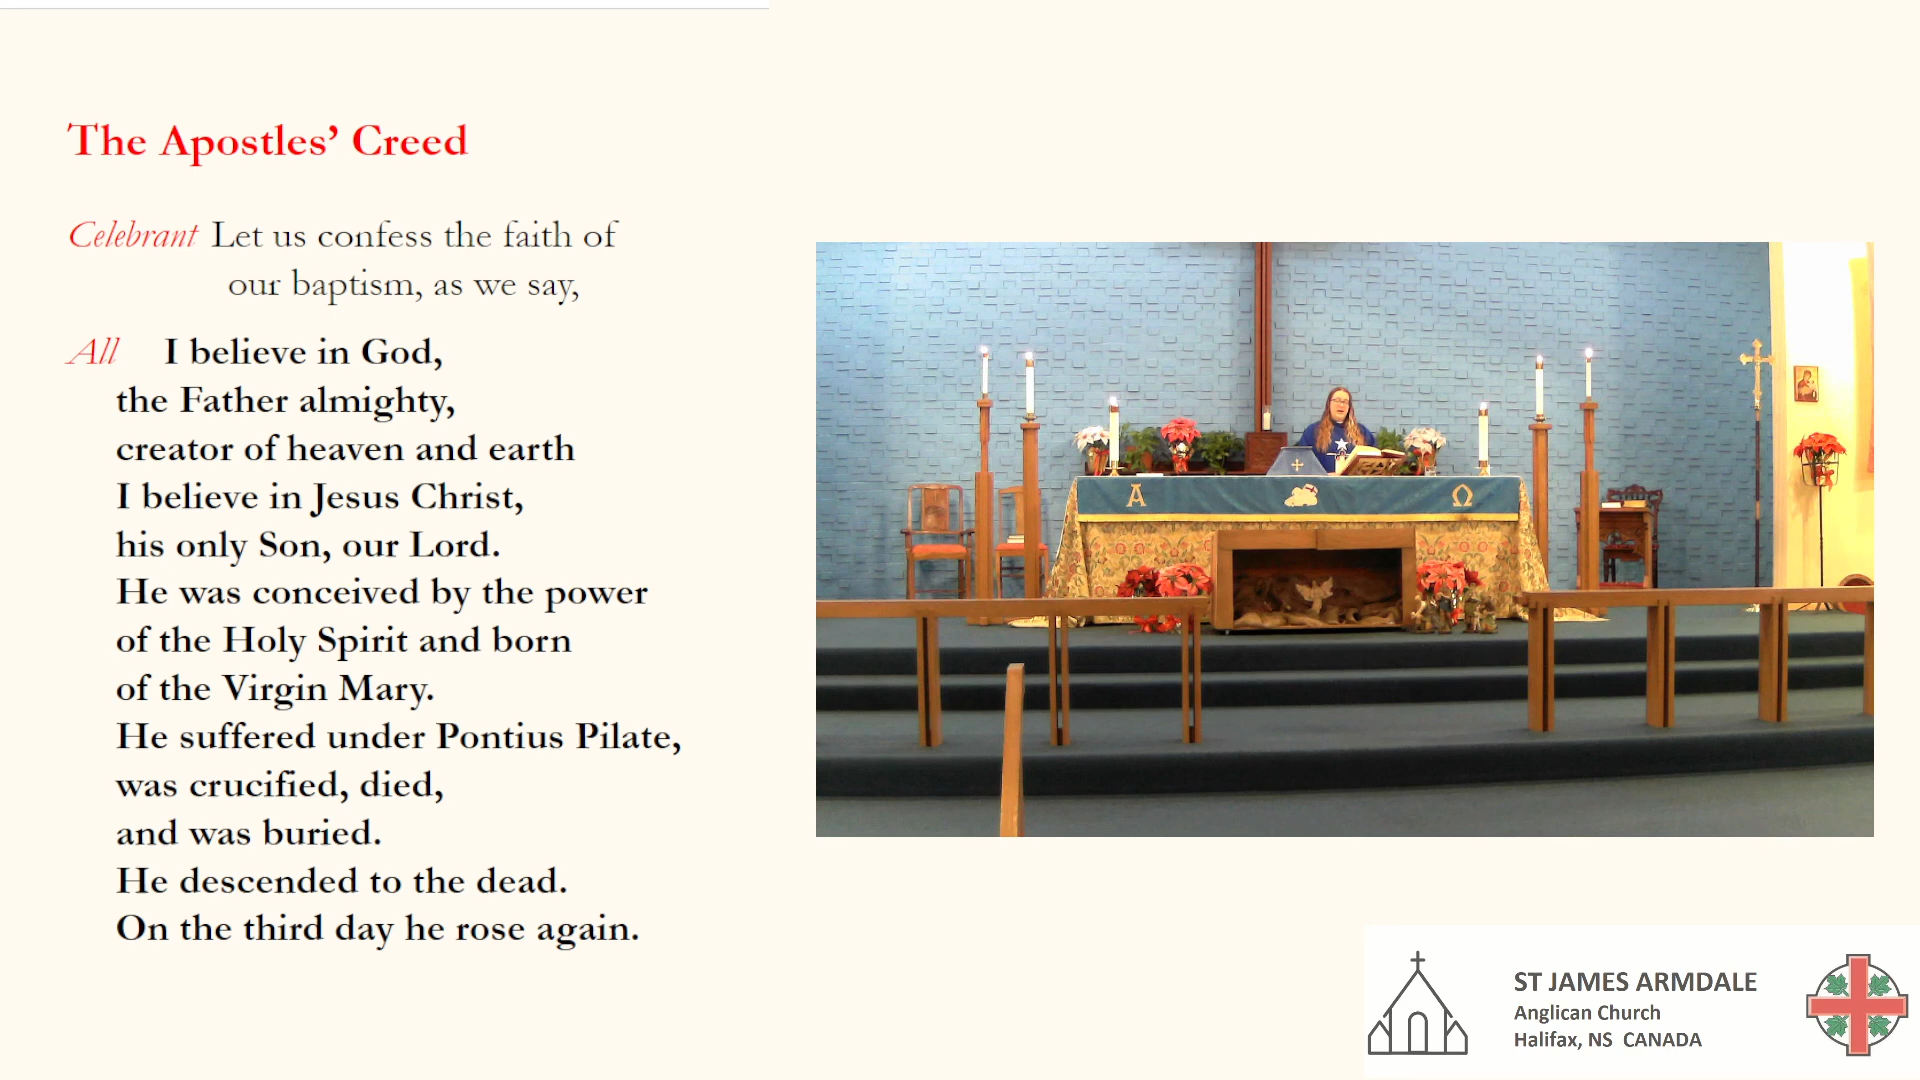 The Apostles’ Creed
Celebrant Let us confess the faith of
our baptism, as we say,
All I believe in God,
the Father almighty,
creator of heaven and earth
I believe in Jesus Christ,
his only Son, our Lord.
He was conceived by the power
of the Holy Spirit and born
of the Virgin Mary.
He suffered under Pontius Pilate,
was crucified, died,
and was buried.
He descended to the dead.
On the third day he rose again.
Α Ω
ST JAMES ARMDALE
Anglican Church
Halifax, NS CANADA